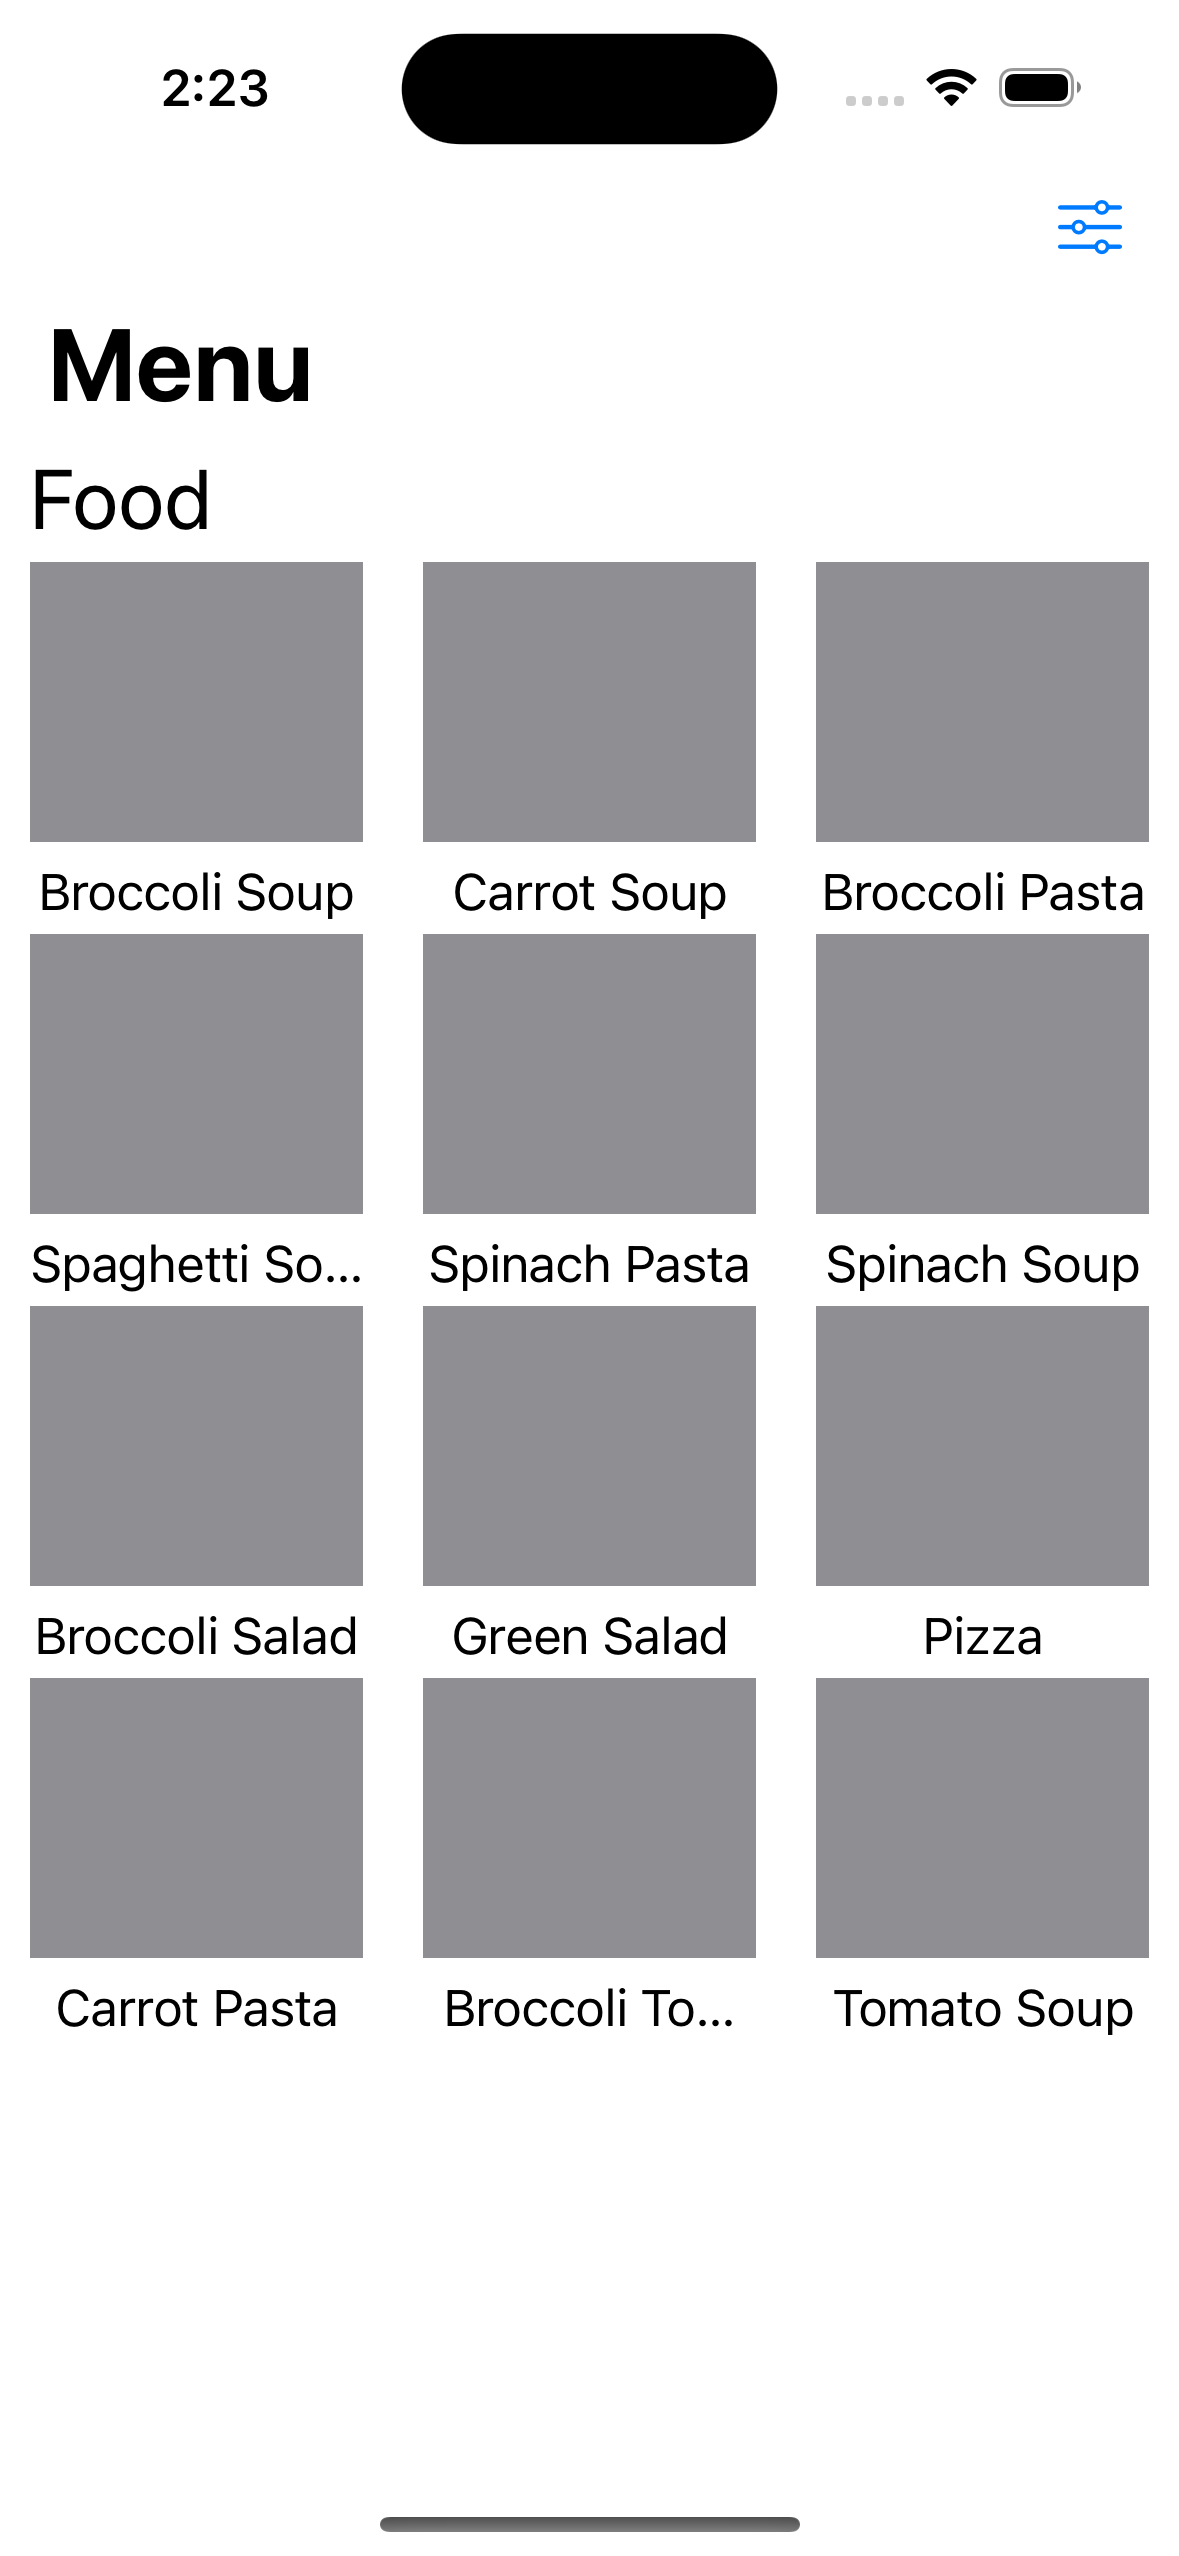 2:23
Menu
Food
Broccoli Soup
Carrot Soup
Broccoli Pasta
Spaghetti So...
Spinach Pasta
Spinach Soup
Broccoli Salad
Green Salad
Pizza
Carrot Pasta
Broccoli To...
Tomato Soup